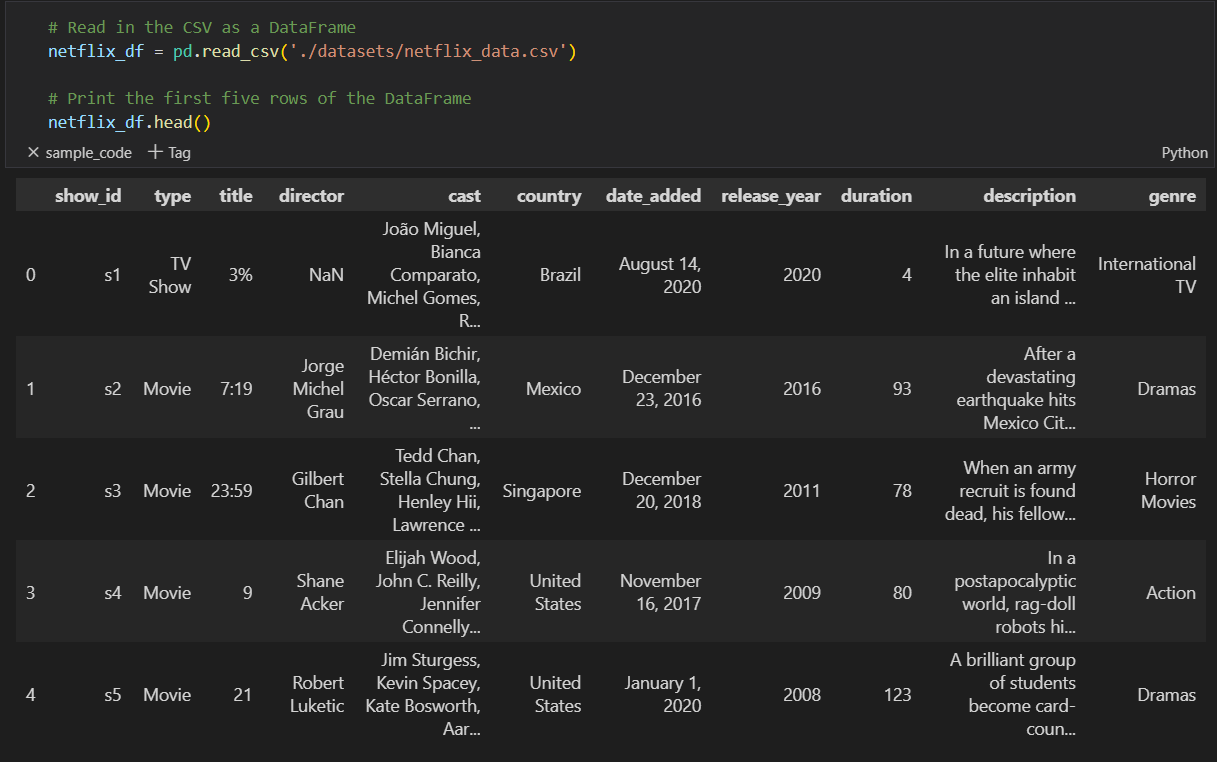 # Read in the CSV as a DataFrame
netflix_df = pd.read_csv('./datasets/netflix_data.csv')
# Print the first five rows of the DataFrame
netflix_df.head()
× sample_code + Tag
Python
show_id type title director cast country date_added release_year duration description genre
0 s1 TV Show 3% NaN João Miguel, Bianca Comparato, Michel Gomes, R... Brazil August 14, 2020 2020 4 In a future where the elite inhabit an island ... International TV
1 s2 Movie 7:19 Jorge Michel Grau Demián Bichir, Héctor Bonilla, Oscar Serrano, ... Mexico December 23, 2016 2016 93 After a devastating earthquake hits Mexico Cit... Dramas
2 s3 Movie 23:59 Gilbert Chan Tedd Chan, Stella Chung, Henley Hii, Lawrence ... Singapore December 20, 2018 2011 78 When an army recruit is found dead, his fellow... Horror Movies
3 s4 Movie 9 Shane Acker Elijah Wood, John C. Reilly, Jennifer Connelly... United States November 16, 2017 2009 80 In a postapocalyptic world, rag-doll robots hi... Action
4 s5 Movie 21 Robert Luketic Jim Sturgess, Kevin Spacey, Kate Bosworth, Aar... United States January 1, 2020 2008 123 A brilliant group of students become card-coun... Dramas